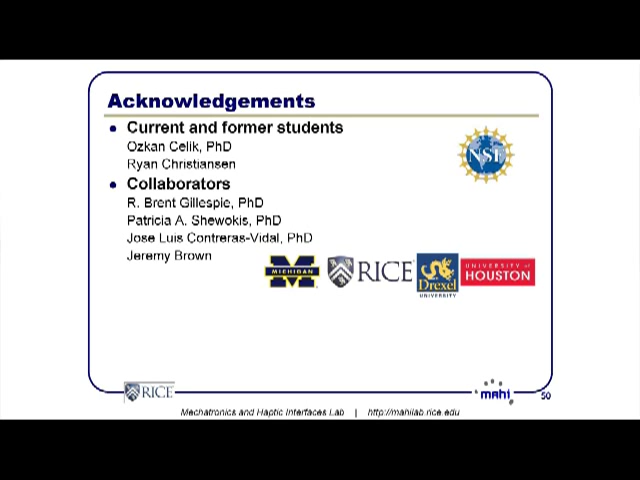 Acknowledgements
Current and former students
Ozkan Celik, PhD
Ryan Christiansen
Collaborators
R. Brent Gillespie, PhD
Patricia A. Shewokis, PhD
Jose Luis Contreras-Vidal, PhD
Jeremy Brown
NSF
MICHIGAN
RICE
Drexel
UNIVERSITY
UNIVERSITY of
HOUSTON
RICE
mahi
50
Mechatronics and Haptic Interfaces Lab | http://mahilab.rice.edu